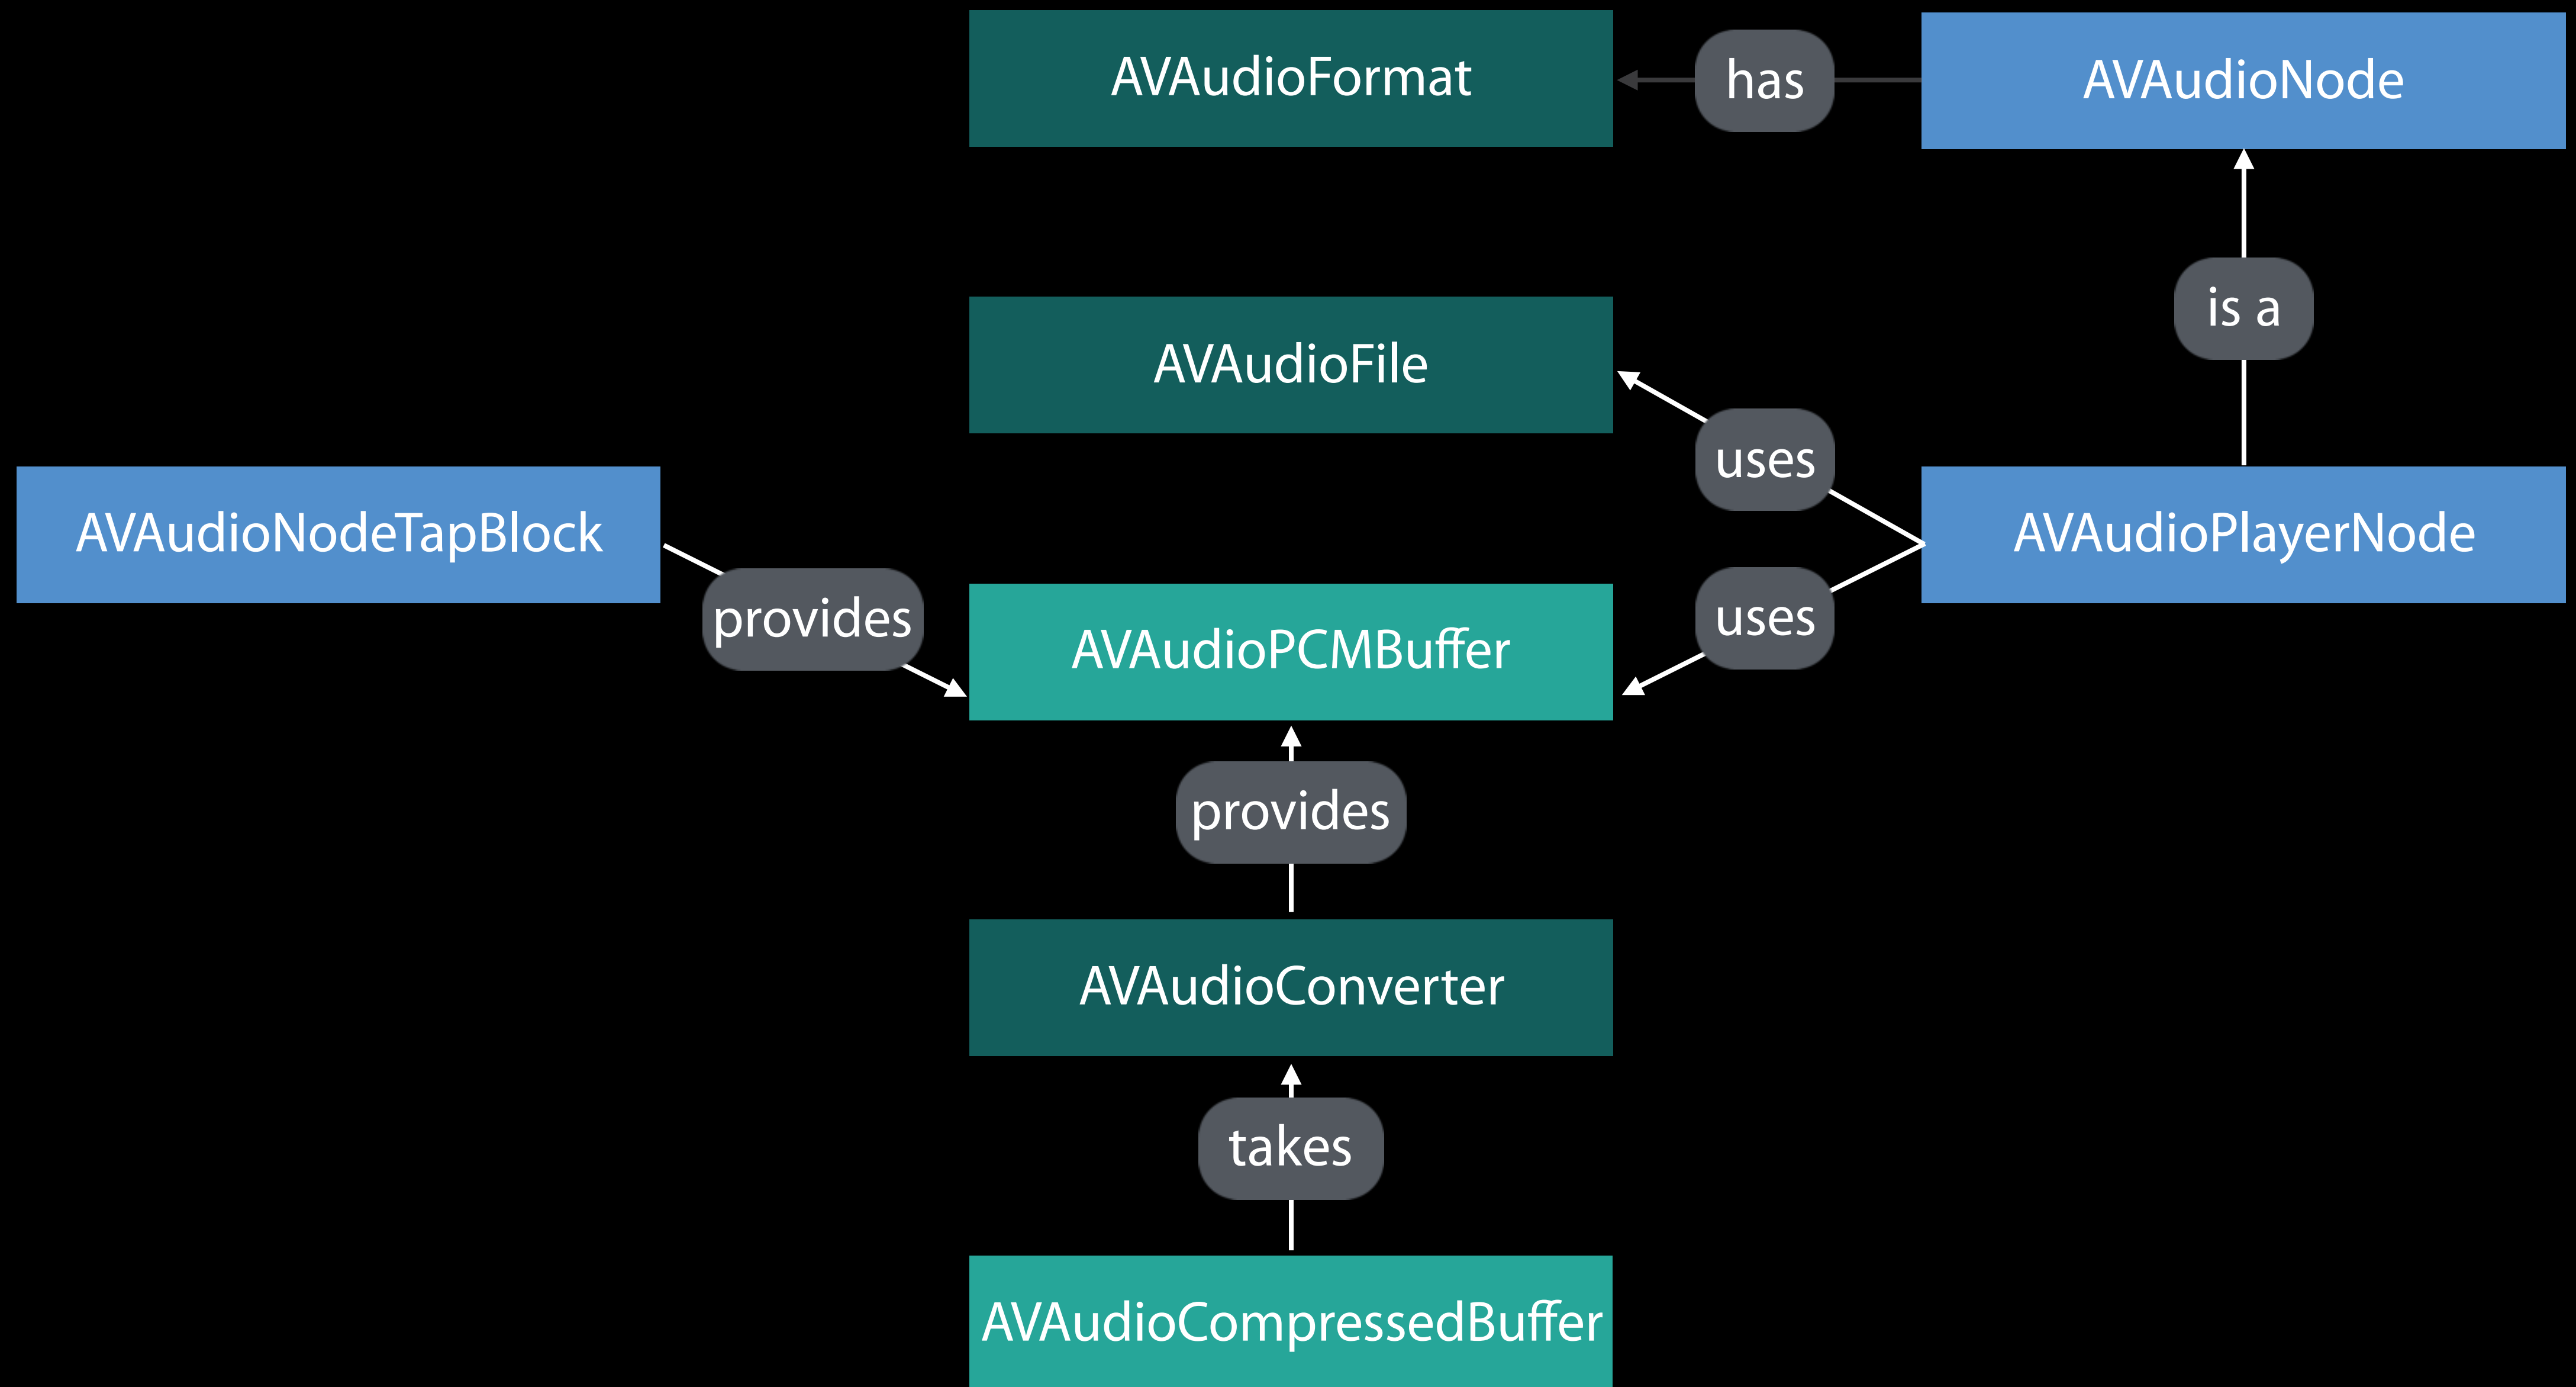 AVAudioFormat
has
AVAudioNode
is a
AVAudioFile
uses
AVAudioNodeTapBlock
AVAudioPlayerNode
provides
uses
AVAudioPCMBuffer
provides
AVAudioConverter
takes
AVAudioCompressedBuffer